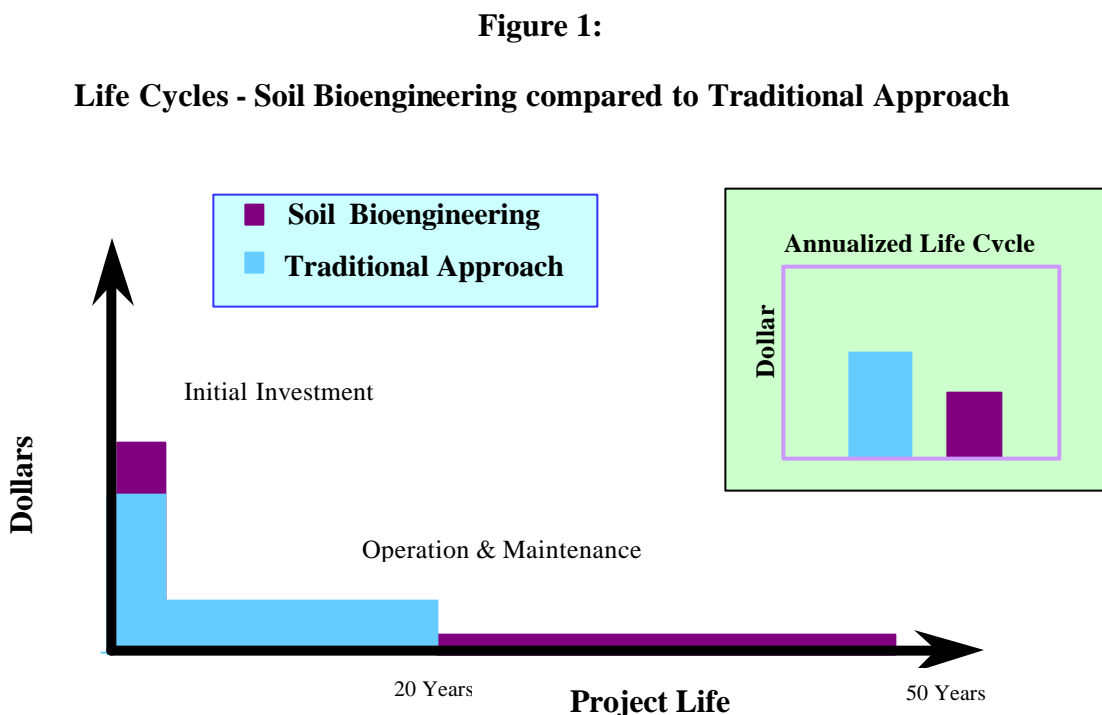 Figure 1:
Life Cycles - Soil Bioengineering compared to Traditional Approach
Soil Bioengineering
Traditional Approach
Annualized Life Cycle
Dollar
Initial Investment
Dollars
Operation & Maintenance
20 Years
50 Years
Project Life